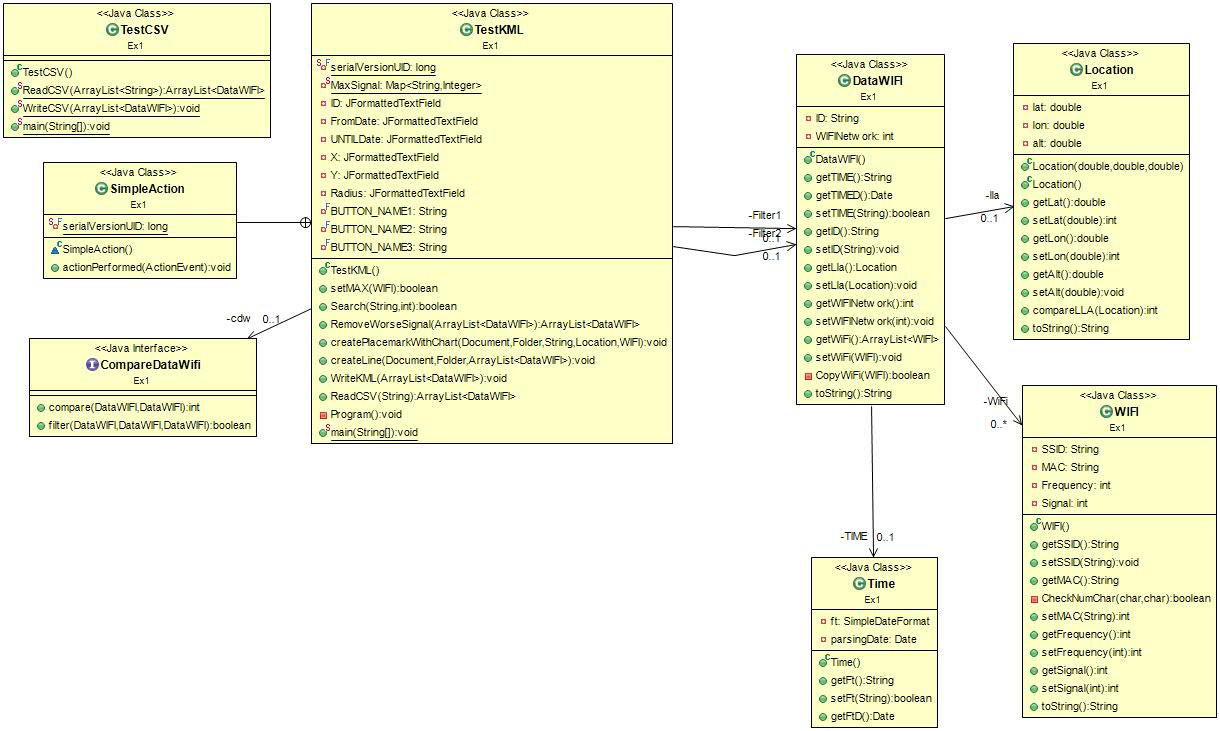 <<Java Class>>
TestCSV
Ex1
TestCSV()
ReadCSV(ArrayList<String>):ArrayList<DataWIFI>
WriteCSV(ArrayList<DataWIFI>):void
main(String[]):void
<<Java Class>>
SimpleAction
Ex1
serialVersionUID: long
SimpleAction()
actionPerformed(ActionEvent):void
-cdw 0..1
<<Java Interface>>
CompareDataWifi
Ex1
compare(DataWIFI,DataWIFI):int
filter(DataWIFI,DataWIFI,DataWIFI):boolean
<<Java Class>>
TestKML
Ex1
serialVersionUID: long
MaxSignal: Map<String,Integer>
ID: JFormattedTextField
FromDate: JFormattedTextField
UNTILDate: JFormattedTextField
X: JFormattedTextField
Y: JFormattedTextField
Radius: JFormattedTextField
BUTTON_NAME1: String
BUTTON_NAME2: String
BUTTON_NAME3: String
TestKML()
setMAX(WIFI):boolean
Search(String,int):boolean
RemoveWorseSignal(ArrayList<DataWIFI>):ArrayList<DataWIFI>
createPlacemarkWithChart(Document,Folder,String,Location,WIFI):void
createLine(Document,Folder,ArrayList<DataWIFI>):void
WriteKML(ArrayList<DataWIFI>):void
ReadCSV(String):ArrayList<DataWIFI>
Program():void
main(String[]):void
-Filter1
0..1
-Filter2
0..1
<<Java Class>>
DataWIFI
Ex1
ID: String
WIFINetwork: int
DataWIFI()
getTIME():String
getTIMED():Date
setTIME(String):boolean
getID():String
setID(String):void
getLla():Location
setLla(Location):void
getWIFINetwork():int
setWIFINetwork(int):void
getWiFi():ArrayList<WIFI>
setWiFi(WIFI):void
CopyWiFi(WIFI):boolean
toString():String
-lla
0..1
<<Java Class>>
Location
Ex1
lat: double
lon: double
alt: double
Location(double,double,double)
Location()
getLat():double
setLat(double):int
getLon():double
setLon(double):int
getAlt():double
setAlt(double):void
compareLLA(Location):int
toString():String
-WiFi
0..*
<<Java Class>>
WIFI
Ex1
SSID: String
MAC: String
Frequency: int
Signal: int
WIFI()
getSSID():String
setSSID(String):void
getMAC():String
CheckNumChar(char,char):boolean
setMAC(String):int
getFrequency():int
setFrequency(int):int
getSignal():int
setSignal(int):int
toString():String
-TIME 0..1
<<Java Class>>
Time
Ex1
ft: SimpleDateFormat
parsingDate: Date
Time()
getFt():String
setFt(String):boolean
getFtD():Date